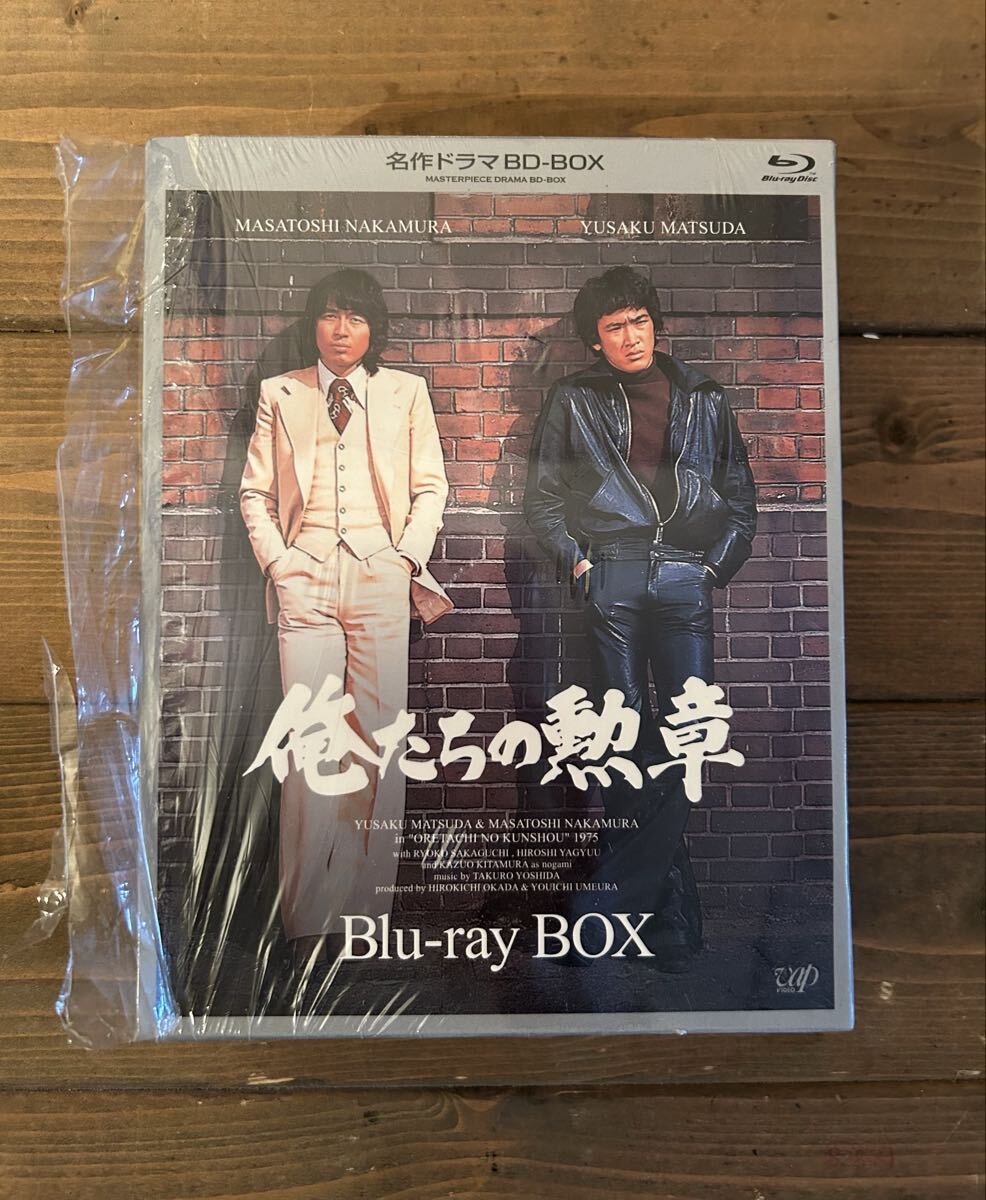 名作ドラマBD-BOX
MASTERPIECE DRAMA BD-BOX
Blu-ray Disc
MASATOSHI NAKAMURA
YUSAKU MATSUDA
俺たちの勲章
YUSAKU MATSUDA & MASATOSHI NAKAMURA
in "ORETACHI NO KUNSHOU" 1975
with RYOKO SAKAGUCHI , HIROSHI YAGYUU
and KAZUO KITAMURA as nogami
music by TAKURO YOSHIDA
produced by HIROKICHI OKADA & YOUICHI UMEURA
Blu-ray BOX
vap
VIDEO